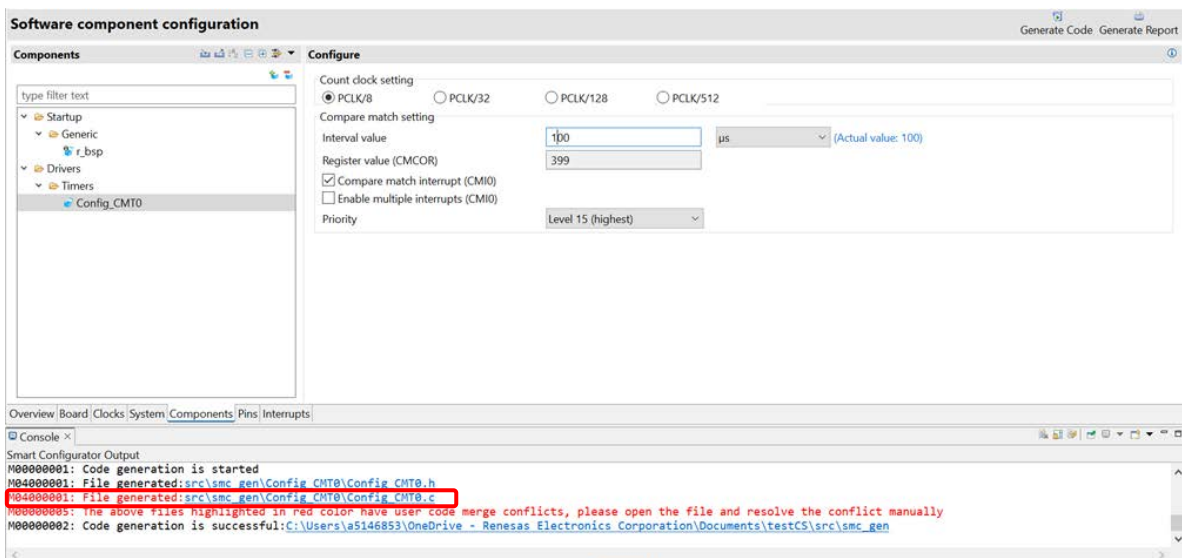 Software component configuration
Generate Code Generate Report
Components
Configure
type filter text
Startup
Generic
r_bsp
Drivers
Timers
Config_CMT0
Count clock setting
PCLK/8 PCLK/32 PCLK/128 PCLK/512
Compare match setting
Interval value 100 µs (Actual value: 100)
Register value (CMCOR) 399
Compare match interrupt (CMI0)
Enable multiple interrupts (CMI0)
Priority Level 15 (highest)
Overview Board Clocks System Components Pins Interrupts
Console
Smart Configurator Output
M00000001: Code generation is started
M04000001: File generated:src\smc_gen\Config_CMT0\Config_CMT0.h
M04000001: File generated:src\smc_gen\Config_CMT0\Config_CMT0.c
M00000005: The above files highlighted in red color have user code merge conflicts, please open the file and resolve the conflict manually
M00000002: Code generation is successful:C:\Users\a5146853\OneDrive - Renesas Electronics Corporation\Documents\testCS\src\smc_gen